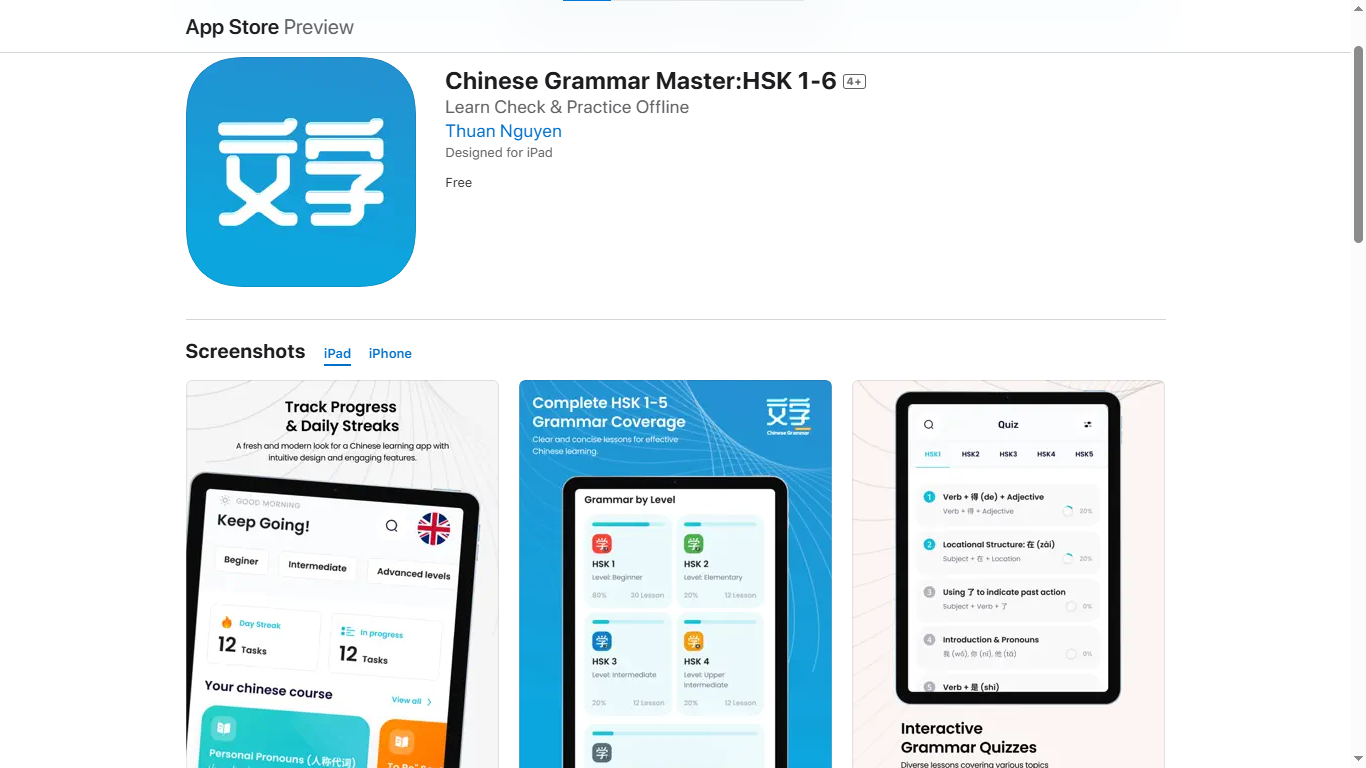 App Store Preview
文字
Chinese Grammar Master:HSK 1-6 4+
Learn Check & Practice Offline
Thuan Nguyen
Designed for iPad
Free
Screenshots iPad iPhone
Track Progress
& Daily Streaks
A fresh and modern look for a Chinese learning app with
intuitive design and engaging features.
GOOD MORNING
Keep Going!
Beginer Intermediate Advanced levels
Day Streak
12 Tasks
In progress
12 Tasks
Your chinese course View all
Personal Pronouns (人称代词)
Complete HSK 1-5
Grammar Coverage
Clear and concise lessons for effective
Chinese learning.
文字
Chinese Grammar
Grammar by Level
学 学
HSK 1 HSK 2
Level: Beginner Level: Elementary
80% 30 Lesson 20% 12 Lesson
学 学
HSK 3 HSK 4
Level: Intermediate Level: Upper
Intermediate
20% 12 Lesson 20% 12 Lesson
学
Quiz
HSK1 HSK2 HSK3 HSK4 HSK5
1 Verb + 得 (de) + Adjective
Verb + 得 + Adjective 20%
2 Locational Structure: 在 (zài)
Subject + 在 + Location 20%
3 Using 了 to indicate past action
Subject + Verb + 了 0%
4 Introduction & Pronouns
我 (wǒ), 你 (nǐ), 他 (tā) 0%
5 Verb + 是 (shì)
Interactive
Grammar Quizzes
Diverse lessons covering various topics